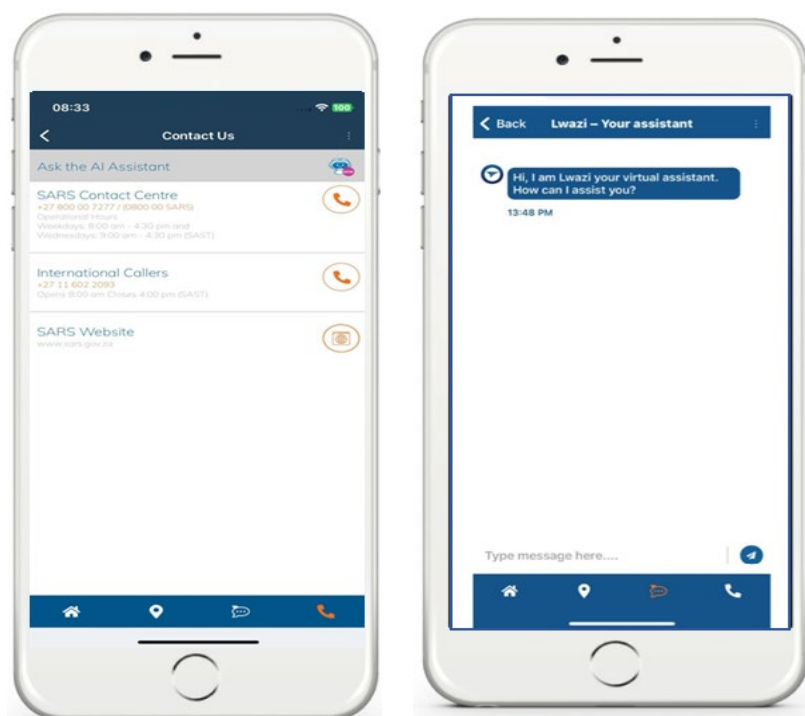 08:33
100
Contact Us
Ask the AI Assistant
SARS Contact Centre
+27 800 00 7277 / (0800 00 SARS)
Operational Hours
Weekdays: 8:00 am - 4:30 pm and
Wednesdays: 9:00 am - 4:30 pm (SAST)
International Callers
+27 11 602 2093
Opens 8:00 am Closes 4:00 pm (SAST)
SARS Website
www.sars.gov.za
Back Lwazi – Your assistant
Hi, I am Lwazi your virtual assistant.
How can I assist you?
13:48 PM
Type message here....